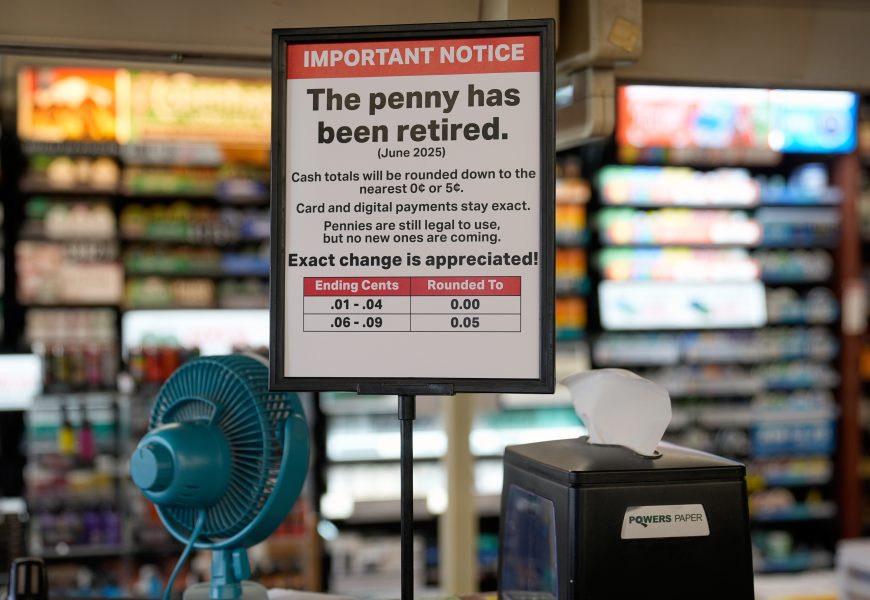 IMPORTANT NOTICE
The penny has
been retired.
(June 2025)
Cash totals will be rounded down to the
nearest 0¢ or 5¢.
Card and digital payments stay exact.
Pennies are still legal to use,
but no new ones are coming.
Exact change is appreciated!
Ending Cents Rounded To
.01 - .04 0.00
.06 - .09 0.05
POWERS PAPER